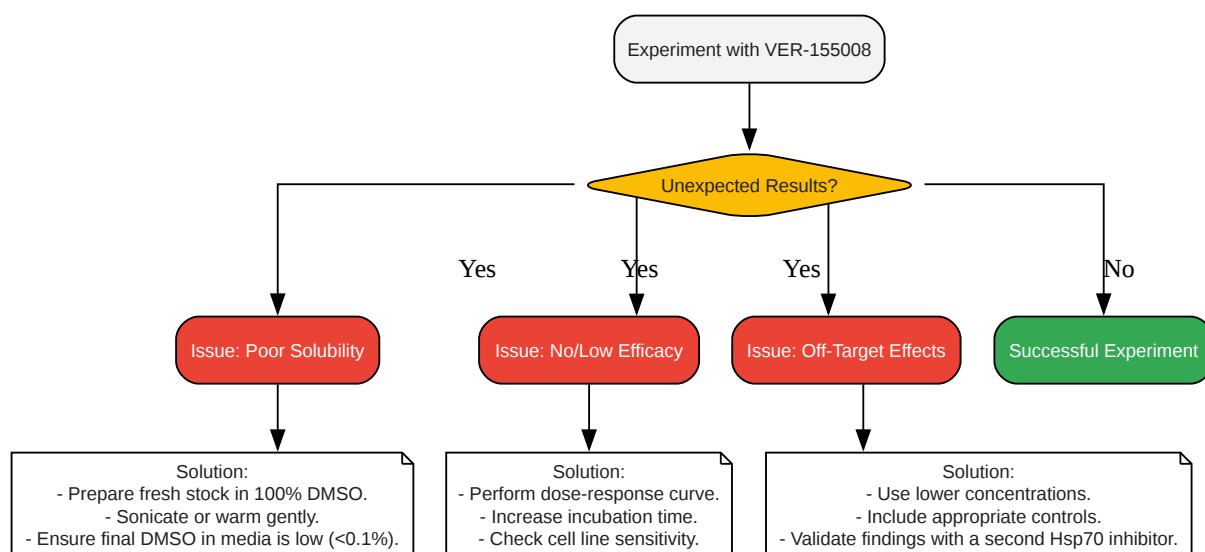 Experiment with VER-155008
Unexpected Results?
Yes
Yes
Yes
No
Issue: Poor Solubility
Issue: No/Low Efficacy
Issue: Off-Target Effects
Successful Experiment
Solution:
- Prepare fresh stock in 100% DMSO.
- Sonicate or warm gently.
- Ensure final DMSO in media is low (<0.1%).
Solution:
- Perform dose-response curve.
- Increase incubation time.
- Check cell line sensitivity.
Solution:
- Use lower concentrations.
- Include appropriate controls.
- Validate findings with a second Hsp70 inhibitor.